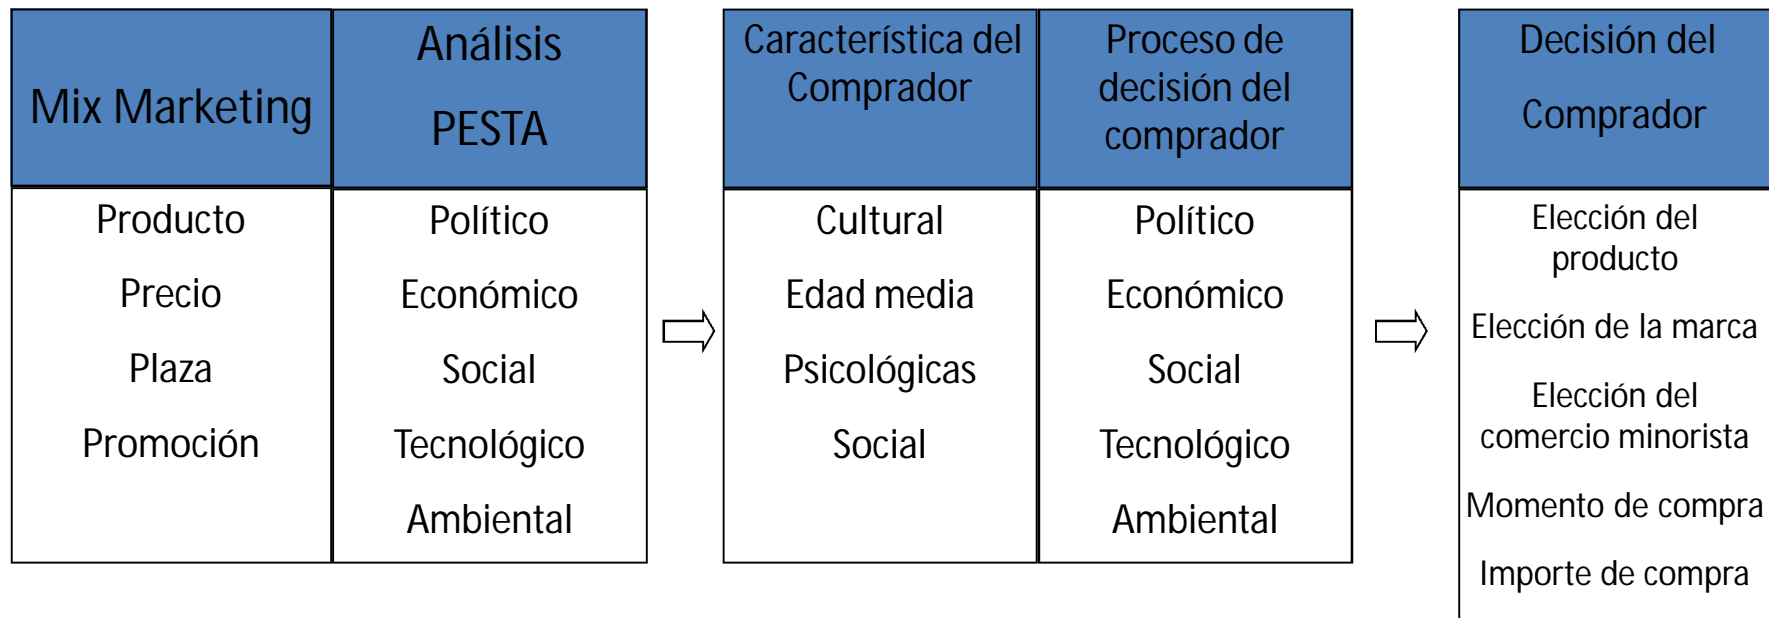 Mix Marketing
Análisis
PESTA
Producto
Precio
Plaza
Promoción
Político
Económico
Social
Tecnológico
Ambiental
Característica del
Comprador
Proceso de
decisión del
comprador
Cultural
Edad media
Psicológicas
Social
Político
Económico
Social
Tecnológico
Ambiental
Decisión del
Comprador
Elección del
producto
Elección de la marca
Elección del
comercio minorista
Momento de compra
Importe de compra